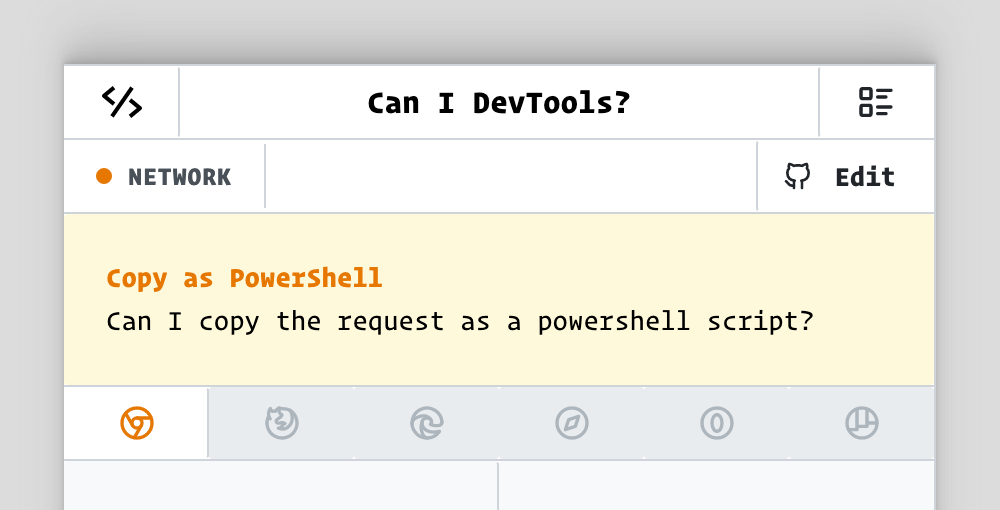 Can I DevTools?
NETWORK
Edit
Copy as PowerShell
Can I copy the request as a powershell script?